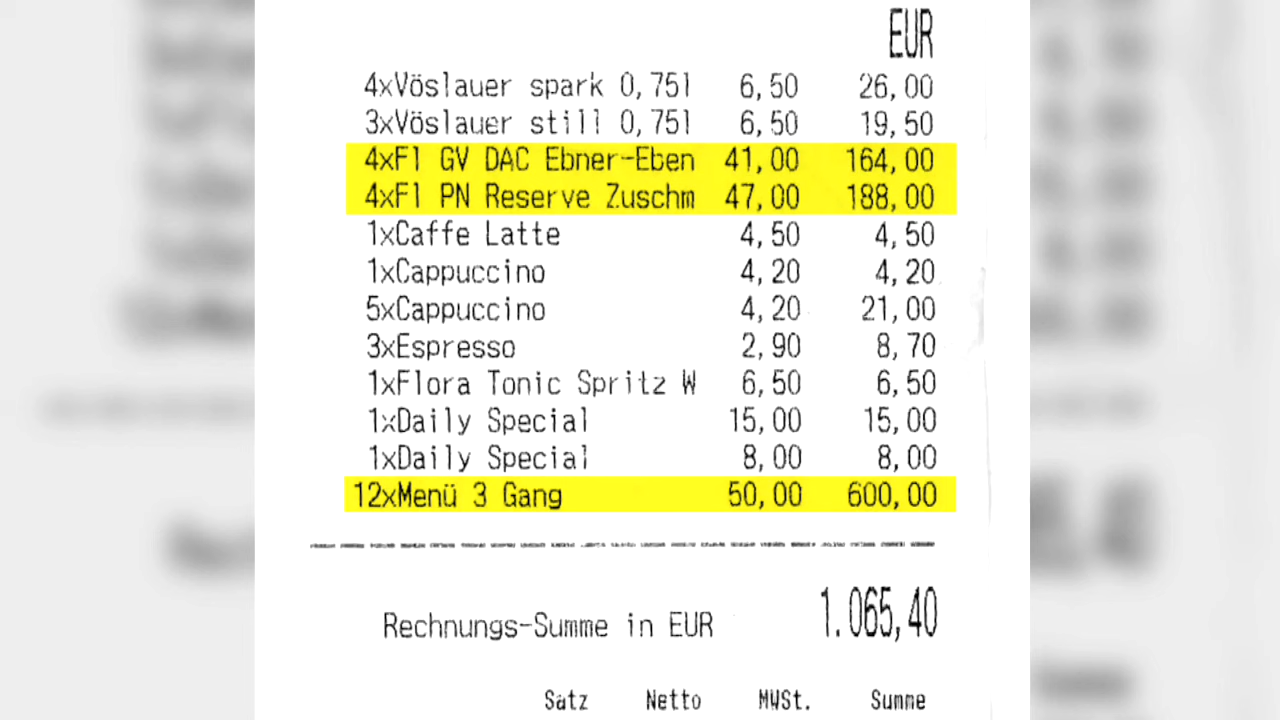 EUR
4xVöslauer spark 0,75l 6,50 26,00
3xVöslauer still 0,75l 6,50 19,50
4xFl GV DAC Ebner-Eben 41,00 164,00
4xFl PN Reserve Zuschm 47,00 188,00
1xCaffe Latte 4,50 4,50
1xCappuccino 4,20 4,20
5xCappuccino 4,20 21,00
3xEspresso 2,90 8,70
1xFlora Tonic Spritz W 6,50 6,50
1xDaily Special 15,00 15,00
1xDaily Special 8,00 8,00
12xMenü 3 Gang 50,00 600,00
Rechnungs-Summe in EUR 1.065,40
Satz Netto MWSt. Summe